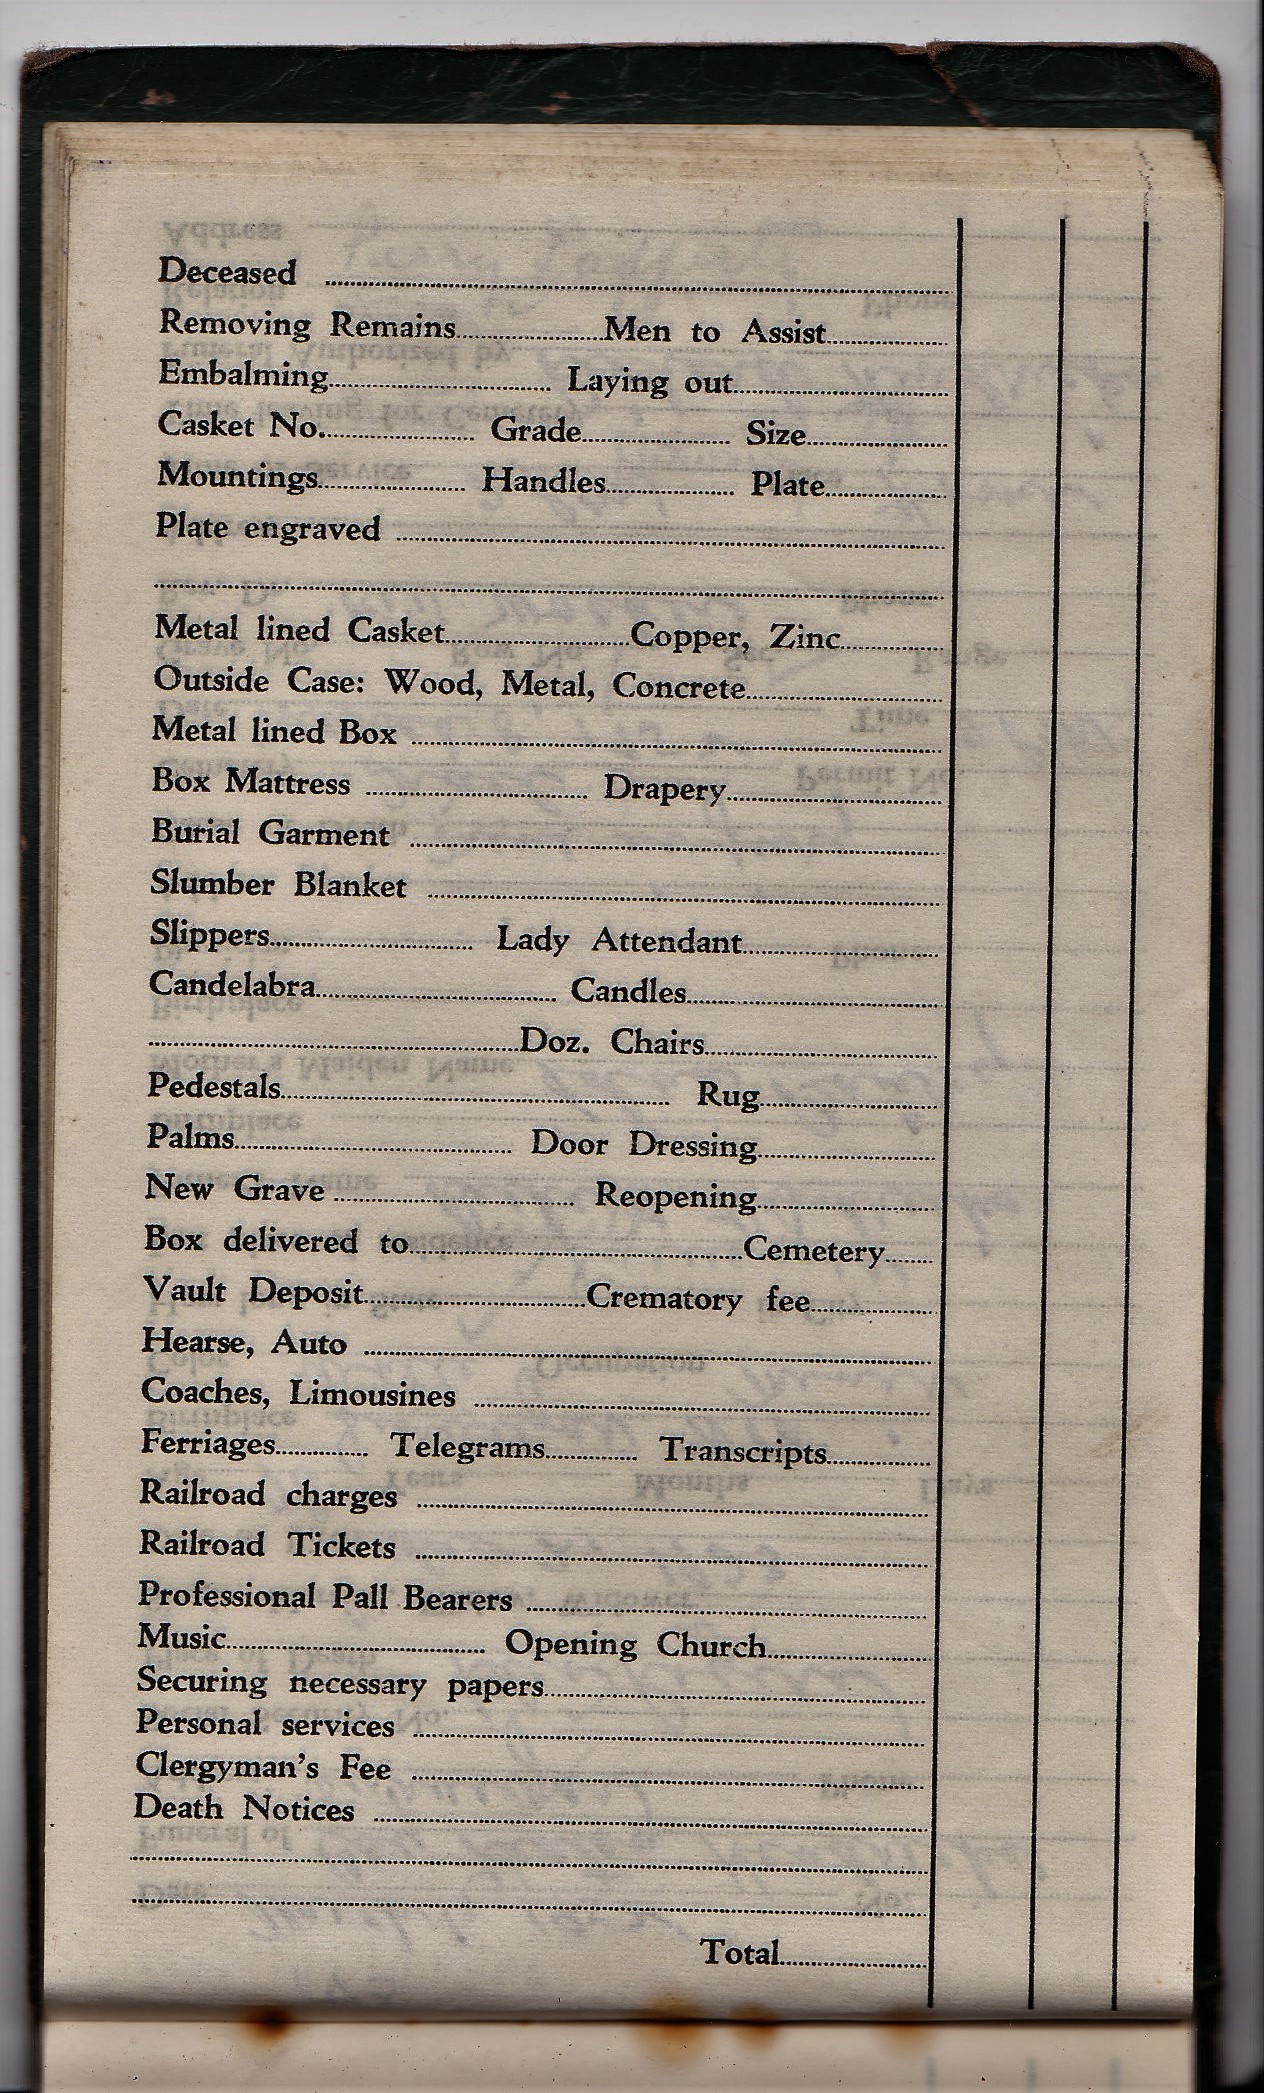 Deceased
Removing Remains Men to Assist
Embalming Laying out
Casket No. Grade Size
Mountings Handles Plate
Plate engraved
Metal lined Casket Copper, Zinc
Outside Case: Wood, Metal, Concrete
Metal lined Box
Box Mattress Drapery
Burial Garment
Slumber Blanket
Slippers Lady Attendant
Candelabra Candles
Doz. Chairs
Pedestals Rug
Palms Door Dressing
New Grave Reopening
Box delivered to Cemetery
Vault Deposit Crematory fee
Hearse, Auto
Coaches, Limousines
Ferriages Telegrams Transcripts
Railroad charges
Railroad Tickets
Professional Pall Bearers
Music Opening Church
Securing necessary papers
Personal services
Clergyman's Fee
Death Notices
Total